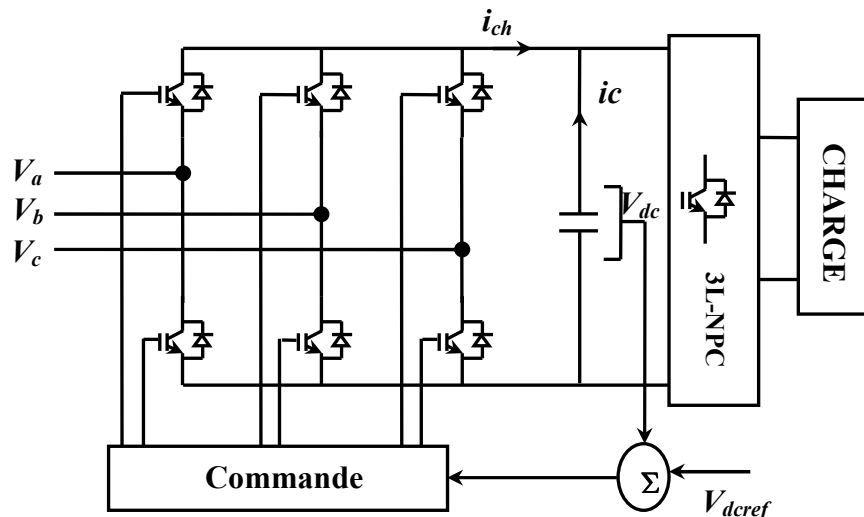 i_ch
ic
V_a
V_b
V_c
V_dc
3L-NPC
CHARGE
Commande
Σ
V_dcref